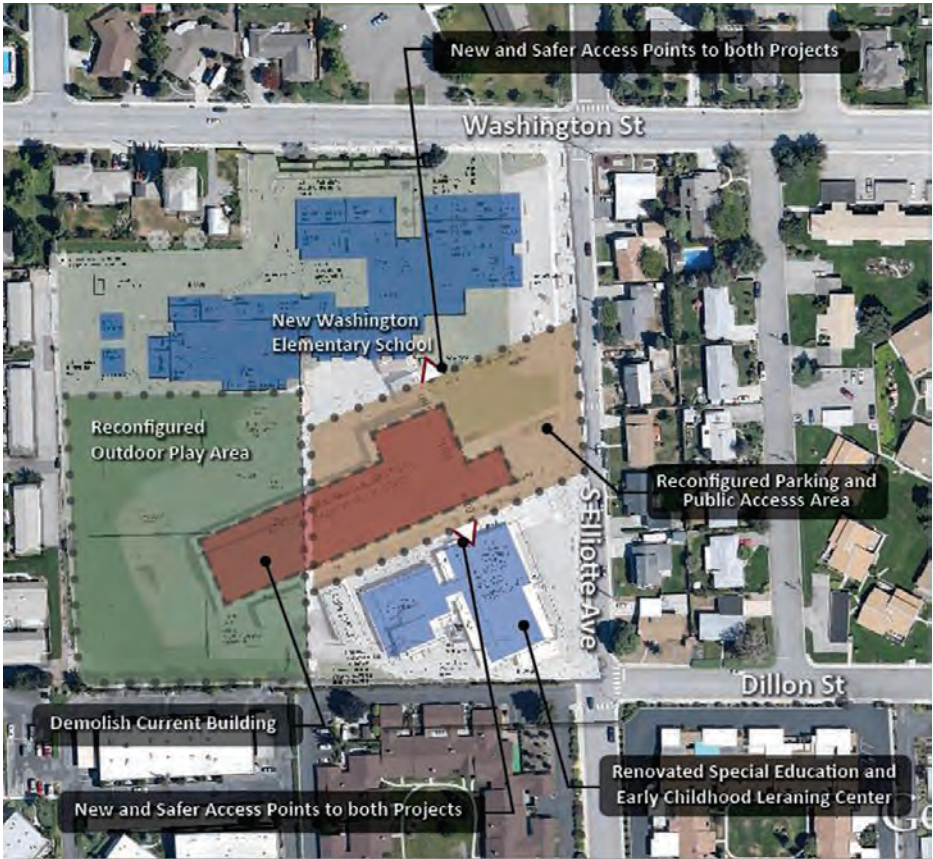 New and Safer Access Points to both Projects
Washington St
New Washington
Elementary School
Reconfigured
Outdoor Play Area
Reconfigured Parking and
Public Accesss Area
S Elliotte Ave
Dillon St
Demolish Current Building
Renovated Special Education and
Early Childhood Leraning Center
New and Safer Access Points to both Projects